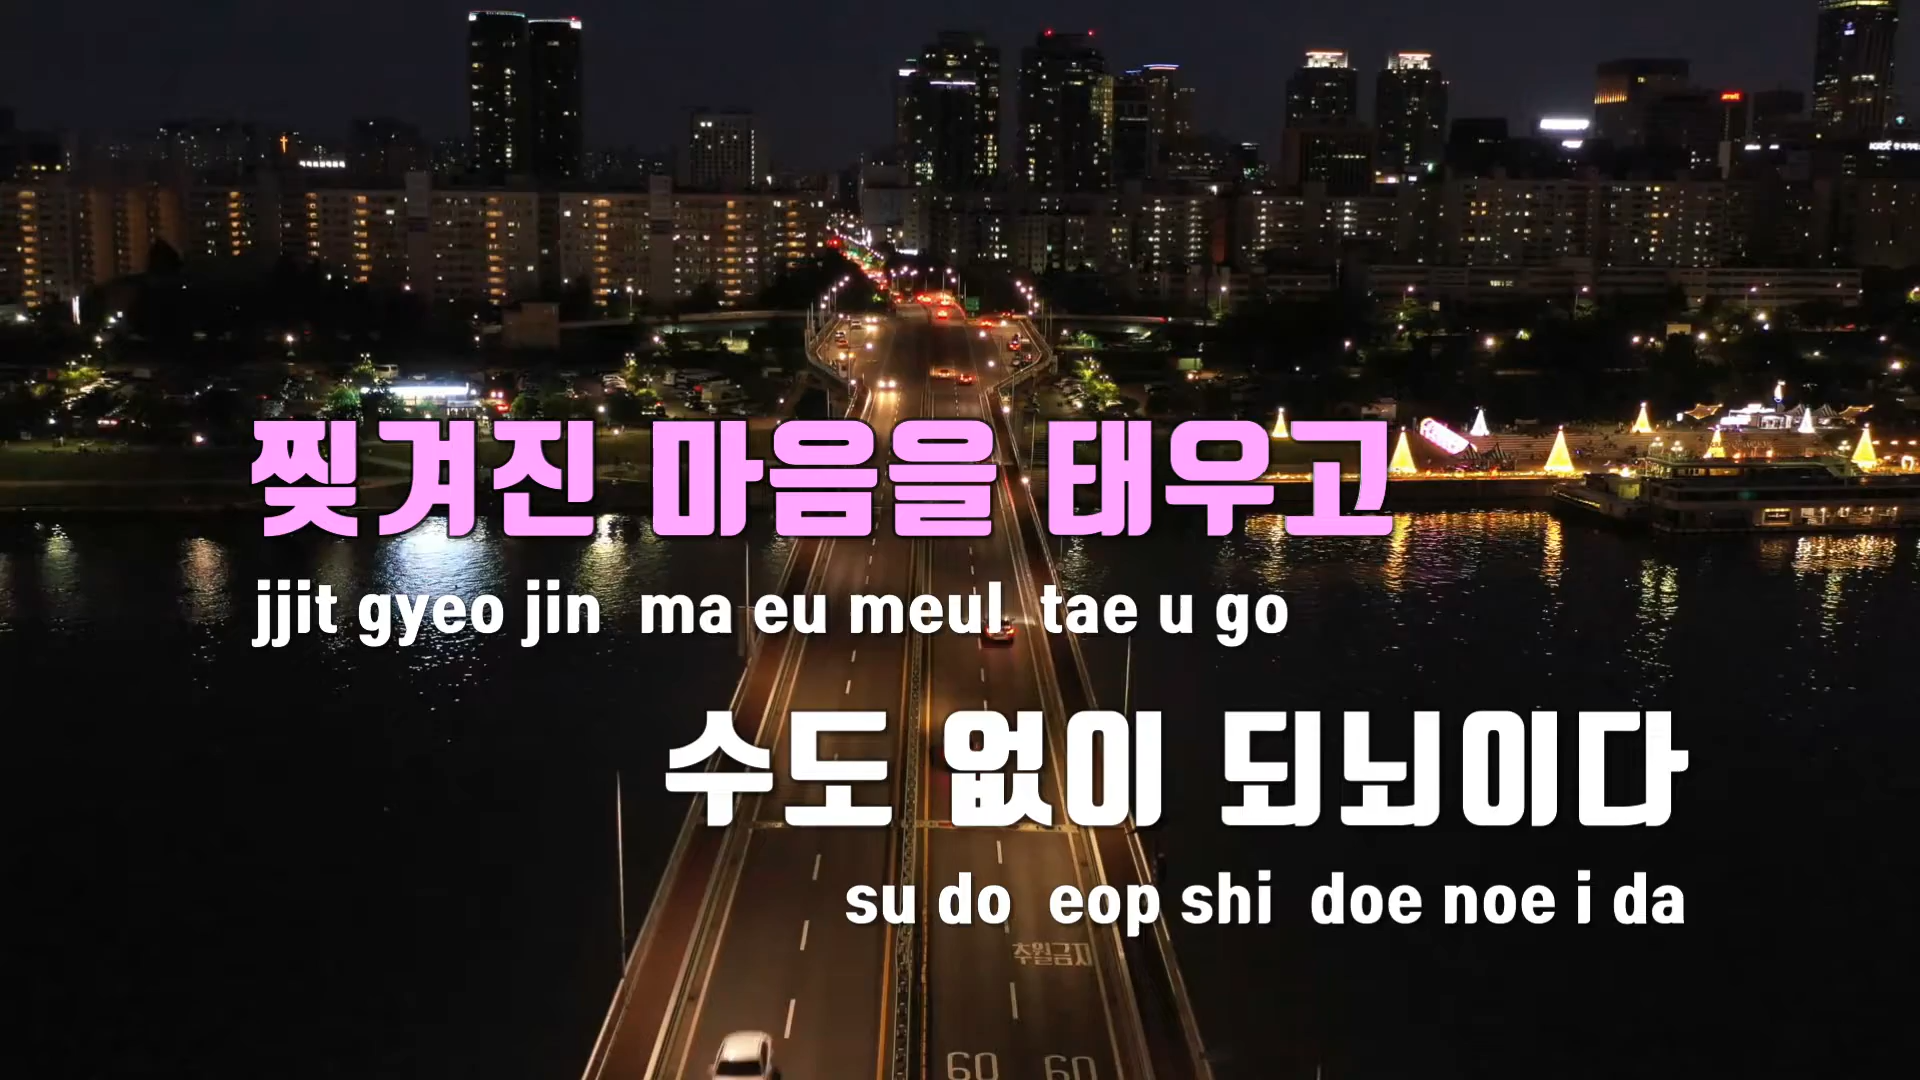 찢겨진 마음을 태우고
jjit gyeo jin ma eu meul tae u go
수도 없이 되뇌이다
su do eop shi doe noe i da
추월금지
60 60